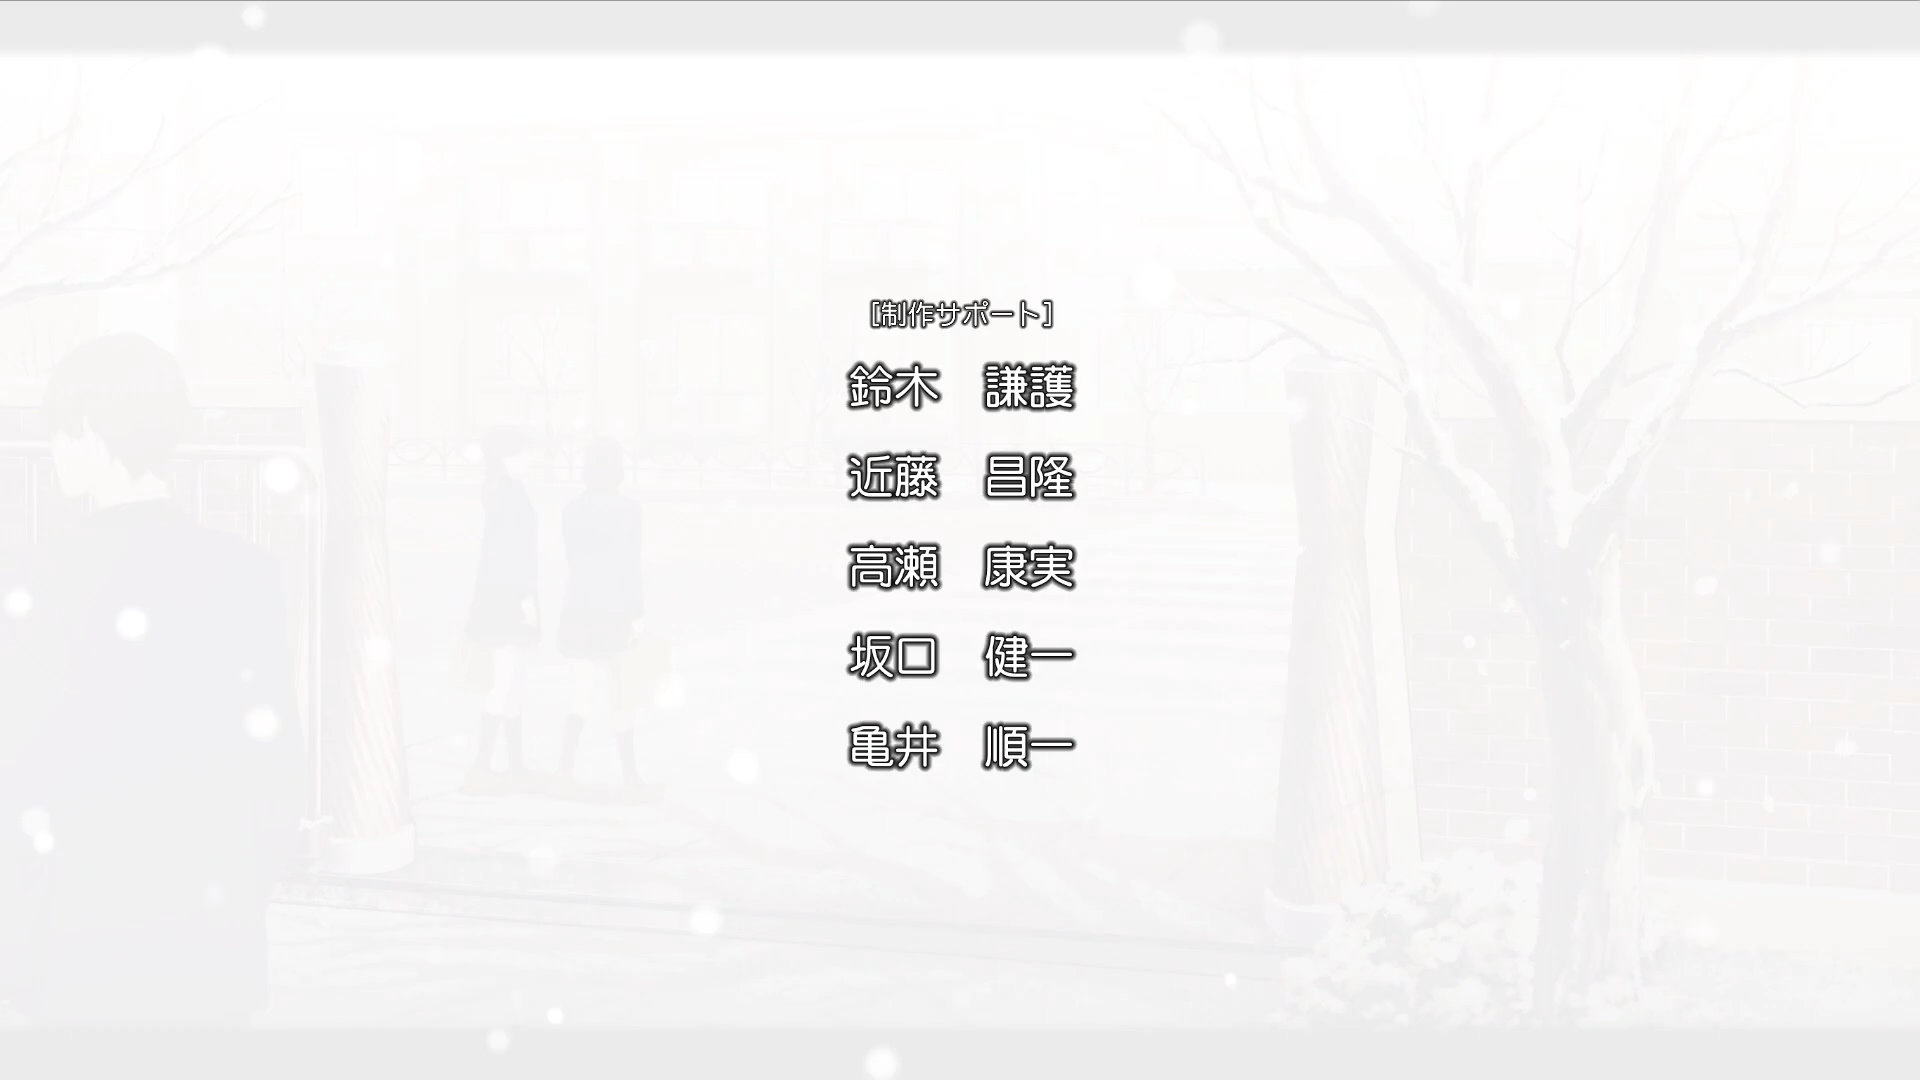 [制作サポート]
鈴木　謙護
近藤　昌隆
高瀬　康実
坂口　健一
亀井　順一